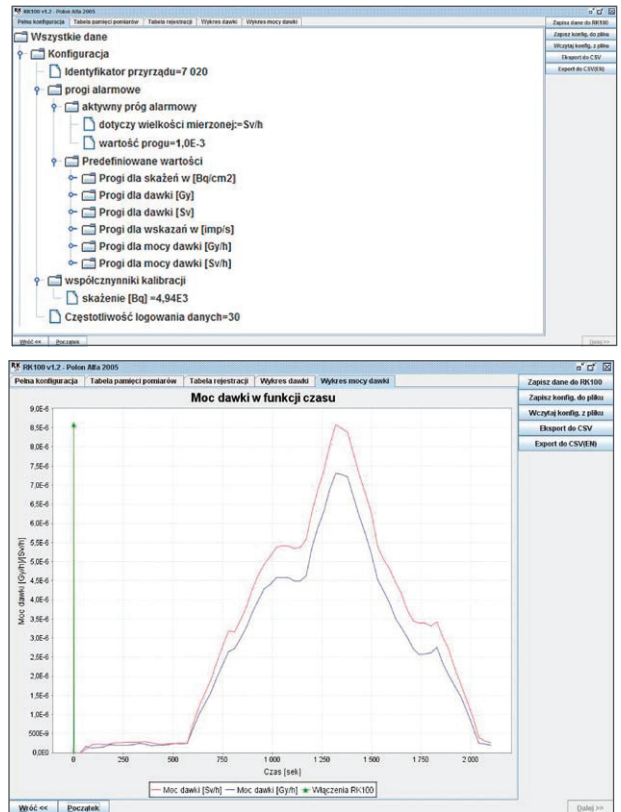 RK100 v1.2 - Polon Alfa 2005
Pełna konfiguracja Tabela pamięci pomiarów Tabela rejestracji Wykres dawki Wykres mocy dawki
Zapisz dane do RK100
Zapisz konfig. do pliku
Wczytaj konfig. z pliku
Eksport do CSV
Export do CSV(EN)
Wszystkie dane
Konfiguracja
Identyfikator przyrządu=7 020
progi alarmowe
aktywny próg alarmowy
dotyczy wielkości mierzonej:=Sv/h
wartość progu=1,0E-3
Predefiniowane wartości
Progi dla skażeń w [Bq/cm2]
Progi dla dawki [Gy]
Progi dla dawki [Sv]
Progi dla wskazań w [imp/s]
Progi dla mocy dawki [Gy/h]
Progi dla mocy dawki [Sv/h]
współczynniki kalibracji
skażenie [Bq] =4,94E3
Częstotliwość logowania danych=30
Wróć << Początek Dalej >>
RK100 v1.2 - Polon Alfa 2005
Pełna konfiguracja Tabela pamięci pomiarów Tabela rejestracji Wykres dawki Wykres mocy dawki
Zapisz dane do RK100
Zapisz konfig. do pliku
Wczytaj konfig. z pliku
Eksport do CSV
Export do CSV(EN)
Moc dawki w funkcji czasu
9,0E-6
8,5E-6
8,0E-6
7,5E-6
7,0E-6
6,5E-6
6,0E-6
5,5E-6
5,0E-6
4,5E-6
4,0E-6
3,5E-6
3,0E-6
2,5E-6
2,0E-6
1,5E-6
1,0E-6
500E-9
0,0E0
Moc dawki [Gy/h]/[Sv/h]
0 250 500 750 1 000 1 250 1 500 1 750 2 000
Czas [sek]
Moc dawki [Sv/h] Moc dawki [Gy/h] Włączenia RK100
Wróć << Początek Dalej >>